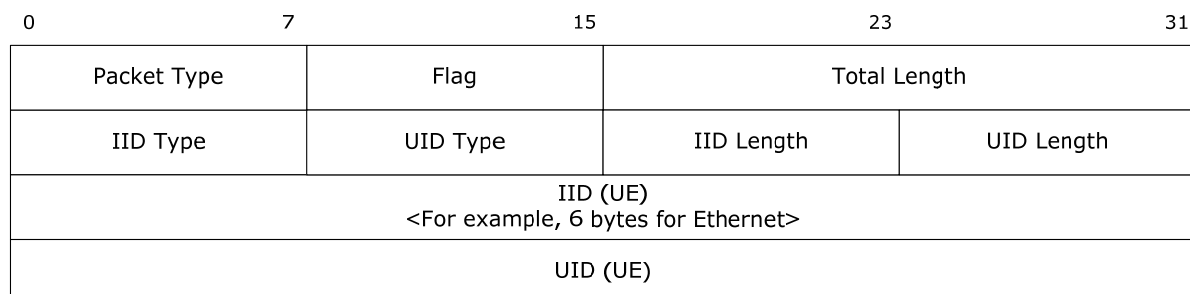 0 7 15 23 31
Packet Type Flag Total Length
IID Type UID Type IID Length UID Length
IID (UE)
<For example, 6 bytes for Ethernet>
UID (UE)